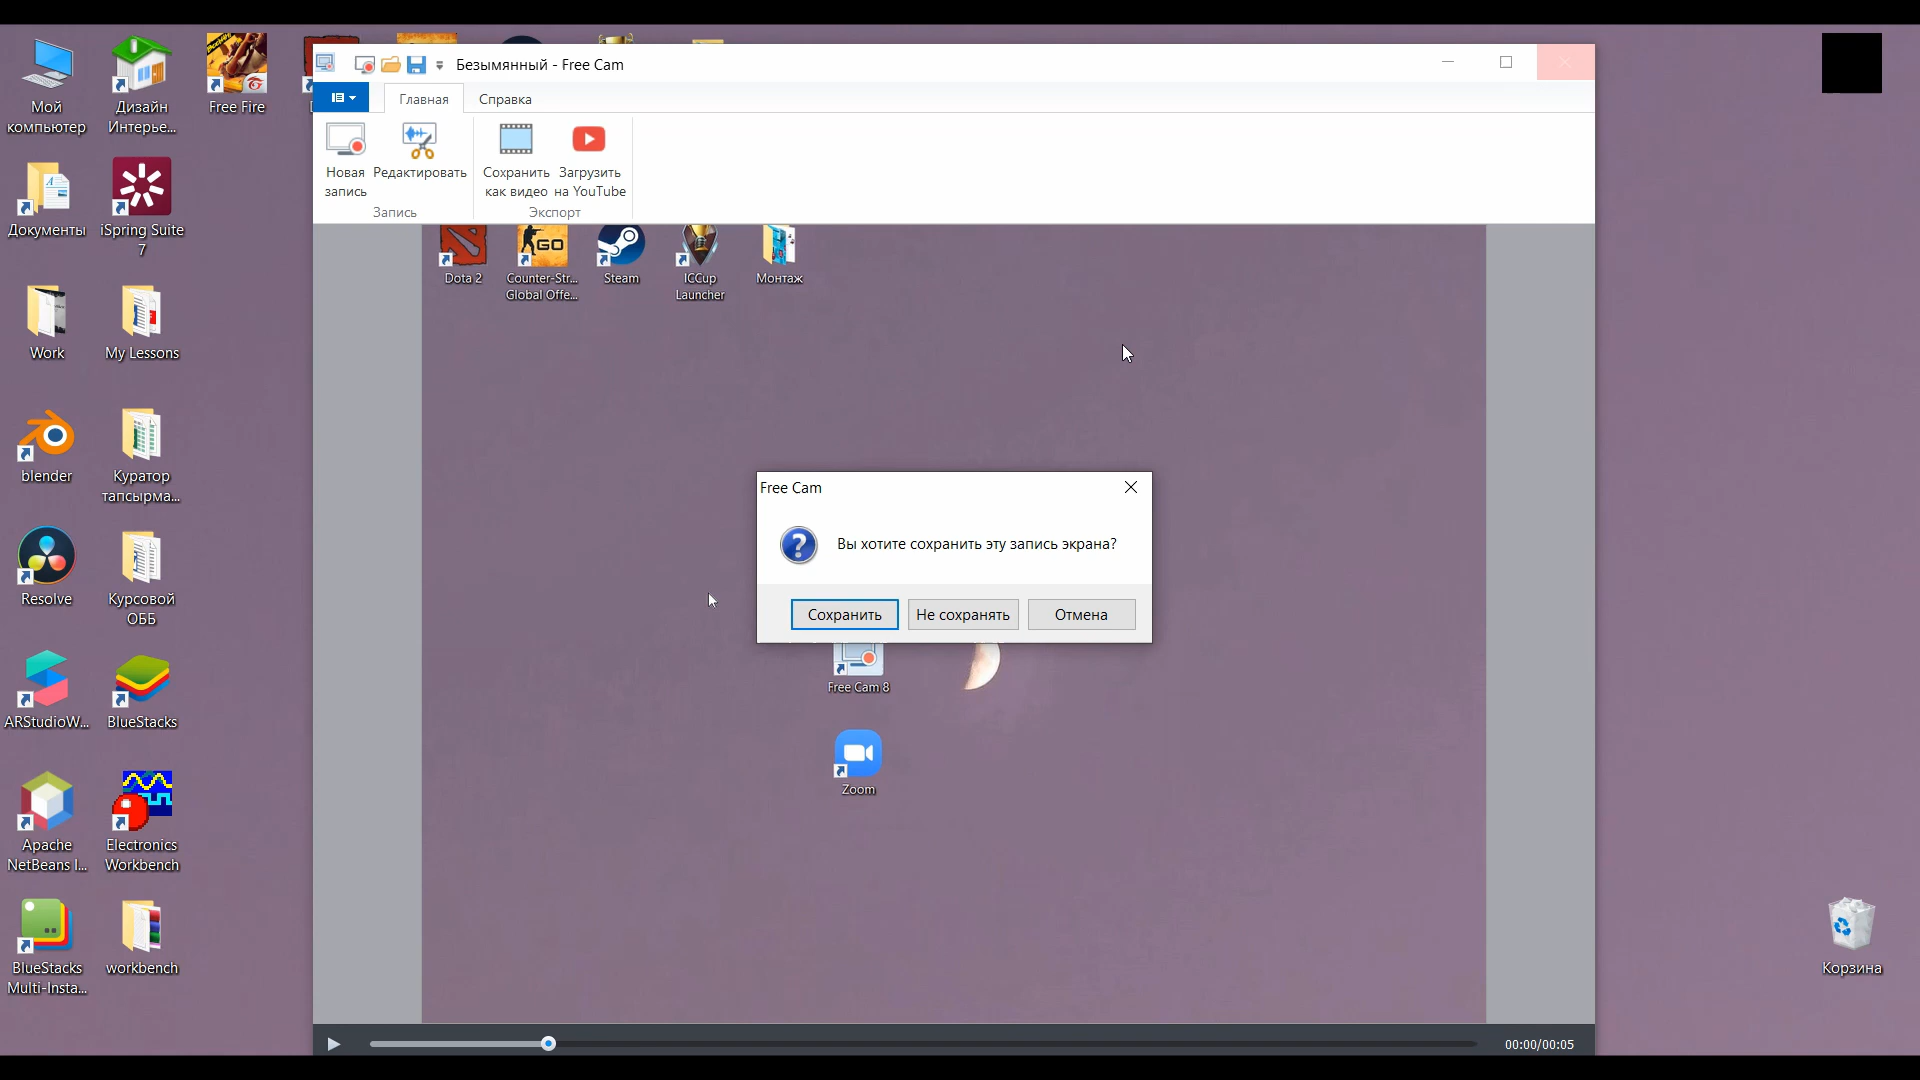 Безымянный - Free Cam
Главная
Справка
Новая
запись
Редактировать
Сохранить
как видео
Загрузить
на YouTube
Запись
Экспорт
Мой
компьютер
Дизайн
Интерье...
Free Fire
Документы
iSpring Suite
7
Work
My Lessons
blender
Куратор
тапсырма...
Resolve
Курсовой
ОББ
ARStudioW...
BlueStacks
Apache
NetBeans I...
Electronics
Workbench
BlueStacks
Multi-Insta...
workbench
GO
Dota 2
Counter-Str...
Global Offe...
Steam
ICCup
Launcher
Монтаж
Free Cam
Вы хотите сохранить эту запись экрана?
Сохранить
Не сохранять
Отмена
Free Cam 8
Zoom
Корзина
00:00/00:05